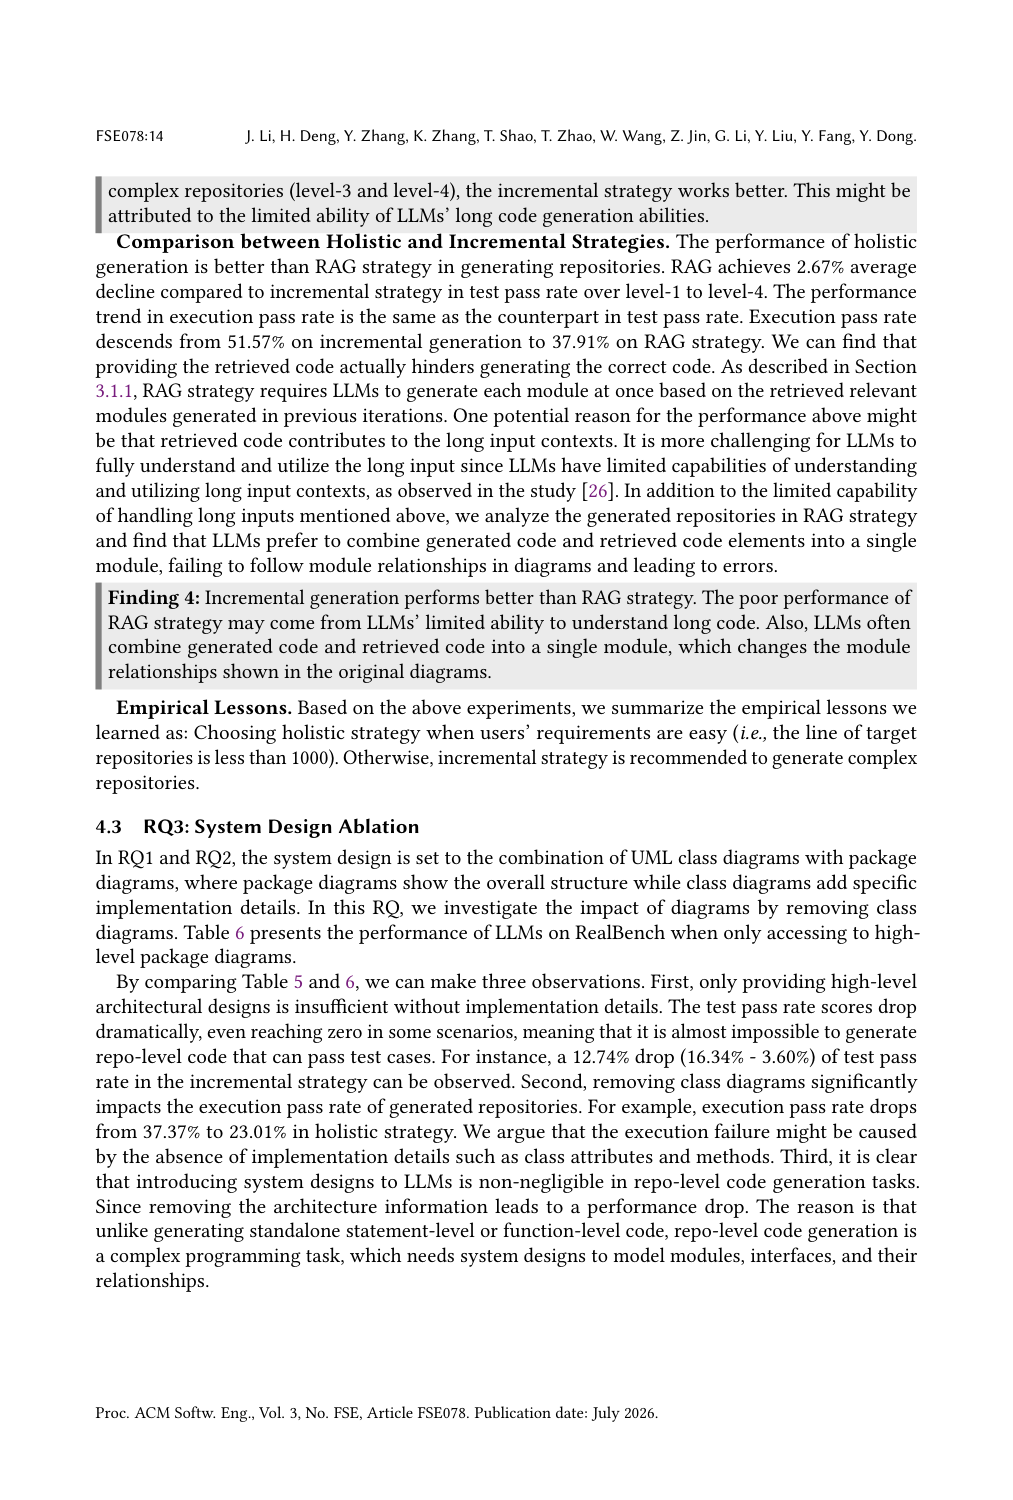 FSE078:14 J. Li, H. Deng, Y. Zhang, K. Zhang, T. Shao, T. Zhao, W. Wang, Z. Jin, G. Li, Y. Liu, Y. Fang, Y. Dong.
complex repositories (level-3 and level-4), the incremental strategy works better. This might be
attributed to the limited ability of LLMs’ long code generation abilities.
Comparison between Holistic and Incremental Strategies. The performance of holistic
generation is better than RAG strategy in generating repositories. RAG achieves 2.67% average
decline compared to incremental strategy in test pass rate over level-1 to level-4. The performance
trend in execution pass rate is the same as the counterpart in test pass rate. Execution pass rate
descends from 51.57% on incremental generation to 37.91% on RAG strategy. We can find that
providing the retrieved code actually hinders generating the correct code. As described in Section
3.1.1, RAG strategy requires LLMs to generate each module at once based on the retrieved relevant
modules generated in previous iterations. One potential reason for the performance above might
be that retrieved code contributes to the long input contexts. It is more challenging for LLMs to
fully understand and utilize the long input since LLMs have limited capabilities of understanding
and utilizing long input contexts, as observed in the study [26]. In addition to the limited capability
of handling long inputs mentioned above, we analyze the generated repositories in RAG strategy
and find that LLMs prefer to combine generated code and retrieved code elements into a single
module, failing to follow module relationships in diagrams and leading to errors.
Finding 4: Incremental generation performs better than RAG strategy. The poor performance of
RAG strategy may come from LLMs’ limited ability to understand long code. Also, LLMs often
combine generated code and retrieved code into a single module, which changes the module
relationships shown in the original diagrams.
Empirical Lessons. Based on the above experiments, we summarize the empirical lessons we
learned as: Choosing holistic strategy when users’ requirements are easy (i.e., the line of target
repositories is less than 1000). Otherwise, incremental strategy is recommended to generate complex
repositories.
4.3 RQ3: System Design Ablation
In RQ1 and RQ2, the system design is set to the combination of UML class diagrams with package
diagrams, where package diagrams show the overall structure while class diagrams add specific
implementation details. In this RQ, we investigate the impact of diagrams by removing class
diagrams. Table 6 presents the performance of LLMs on RealBench when only accessing to high-
level package diagrams.
By comparing Table 5 and 6, we can make three observations. First, only providing high-level
architectural designs is insufficient without implementation details. The test pass rate scores drop
dramatically, even reaching zero in some scenarios, meaning that it is almost impossible to generate
repo-level code that can pass test cases. For instance, a 12.74% drop (16.34% - 3.60%) of test pass
rate in the incremental strategy can be observed. Second, removing class diagrams significantly
impacts the execution pass rate of generated repositories. For example, execution pass rate drops
from 37.37% to 23.01% in holistic strategy. We argue that the execution failure might be caused
by the absence of implementation details such as class attributes and methods. Third, it is clear
that introducing system designs to LLMs is non-negligible in repo-level code generation tasks.
Since removing the architecture information leads to a performance drop. The reason is that
unlike generating standalone statement-level or function-level code, repo-level code generation is
a complex programming task, which needs system designs to model modules, interfaces, and their
relationships.
Proc. ACM Softw. Eng., Vol. 3, No. FSE, Article FSE078. Publication date: July 2026.